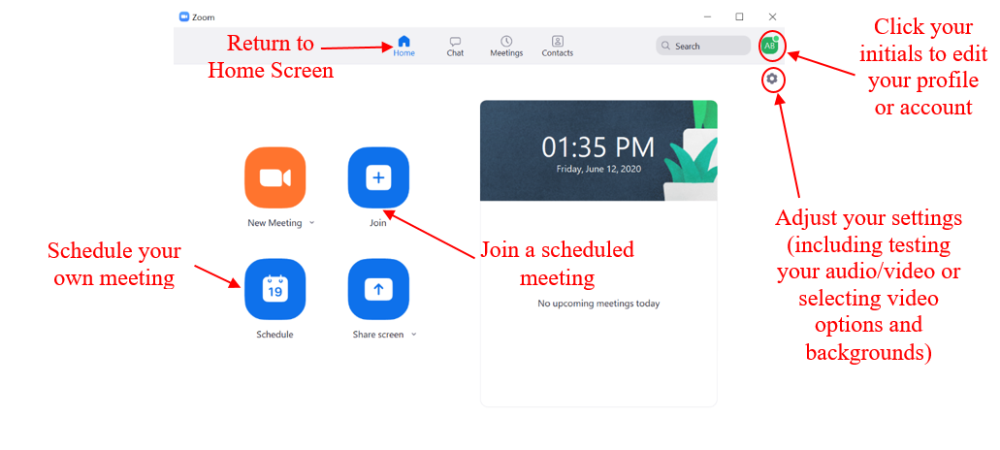 Zoom
Return to
Home Screen
Home
Chat
Meetings
Contacts
Search
AB
Click your
initials to edit
your profile
or account
01:35 PM
Friday, June 12, 2020
New Meeting
Join
Schedule your
own meeting
Join a scheduled
meeting
Adjust your settings
(including testing
your audio/video or
selecting video
options and
backgrounds)
19
No upcoming meetings today
Schedule
Share screen